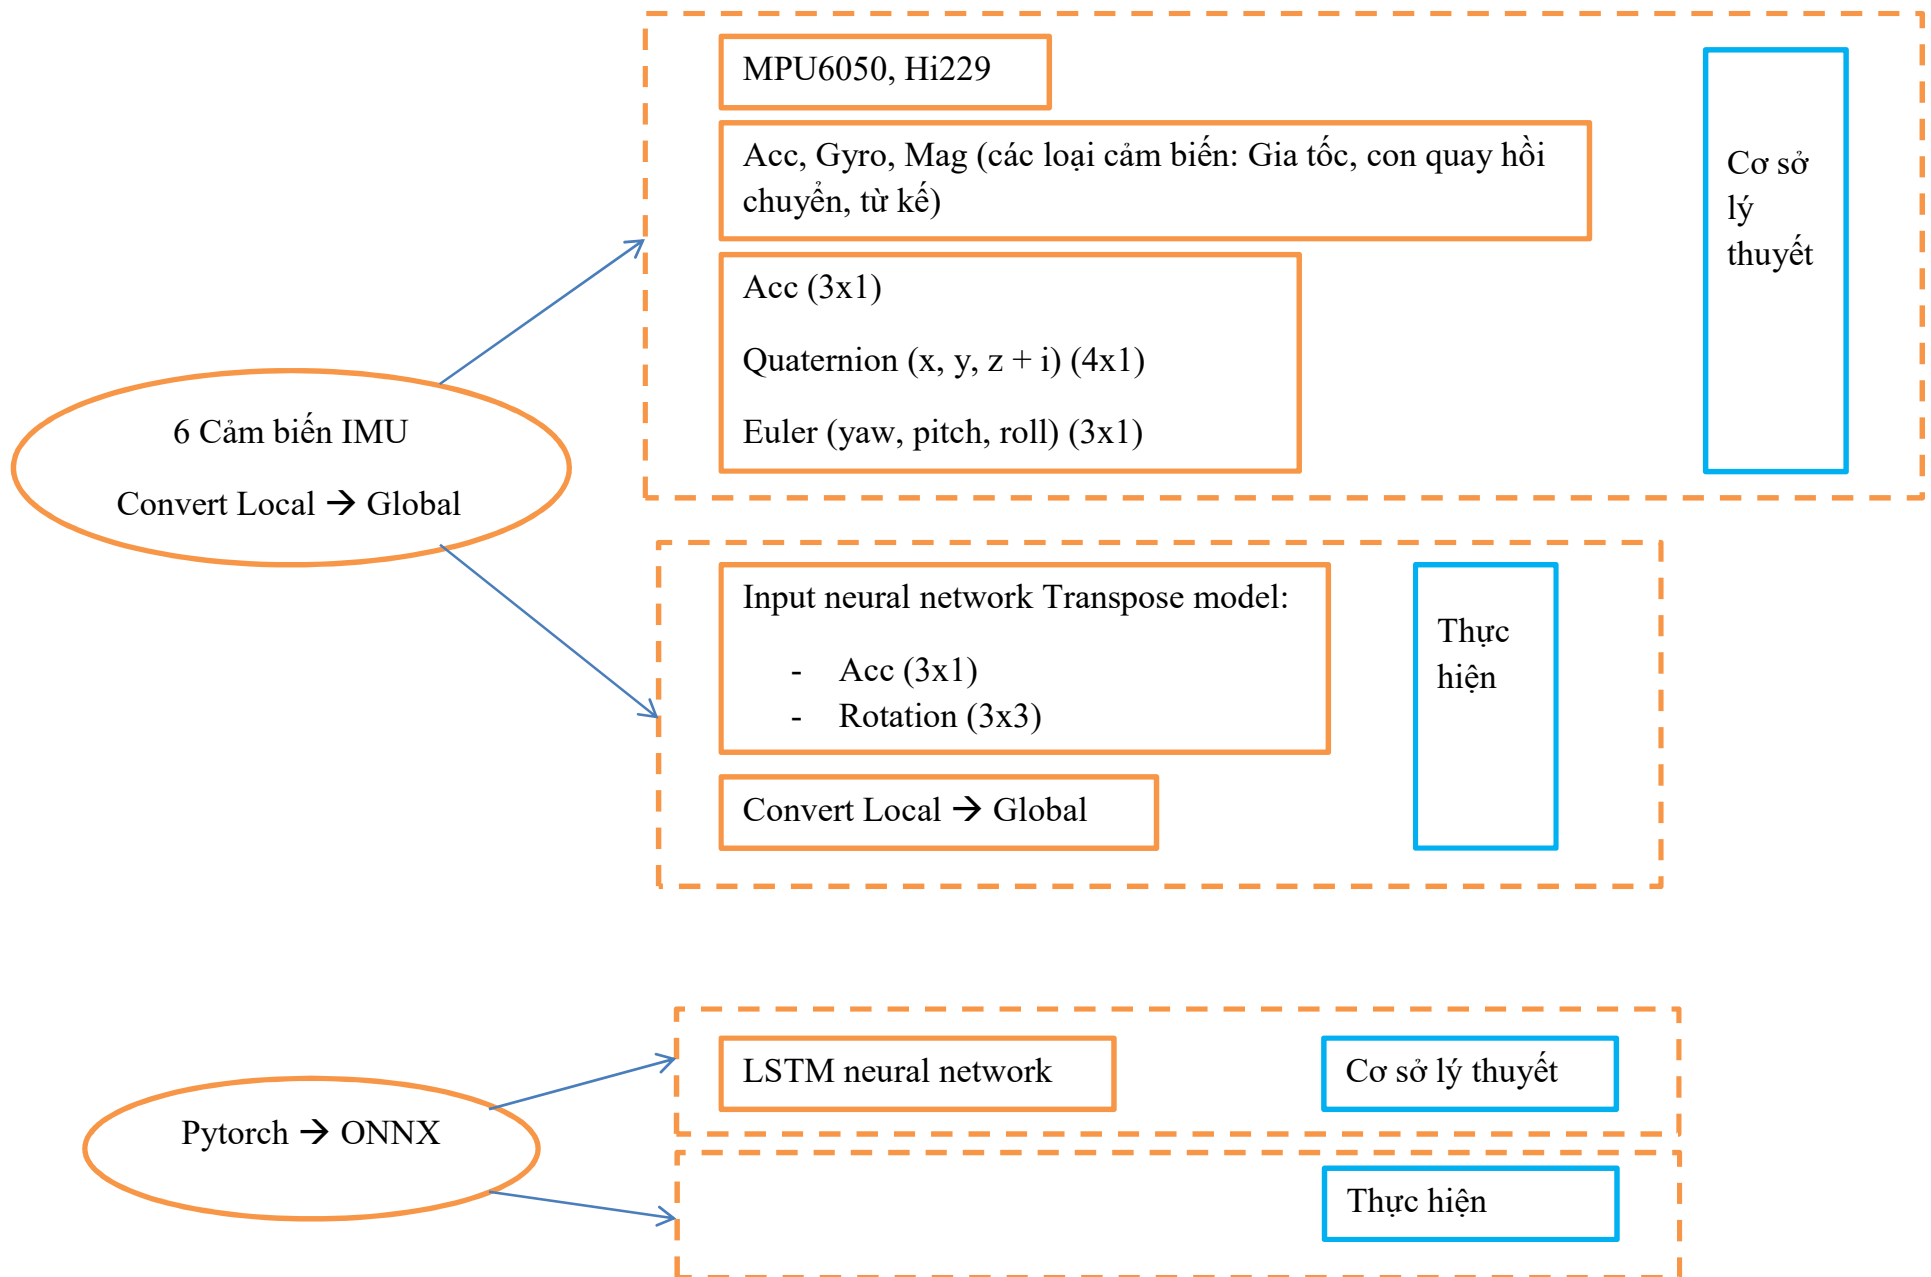 MPU6050, Hi229
Acc, Gyro, Mag (các loại cảm biến: Gia tốc, con quay hồi
chuyển, từ kế)
Acc (3x1)
Quaternion (x, y, z + i) (4x1)
Euler (yaw, pitch, roll) (3x1)
Cơ sở
lý
thuyết
6 Cảm biến IMU
Convert Local → Global
Input neural network Transpose model:
- Acc (3x1)
- Rotation (3x3)
Convert Local → Global
Thực
hiện
LSTM neural network
Cơ sở lý thuyết
Pytorch → ONNX
Thực hiện